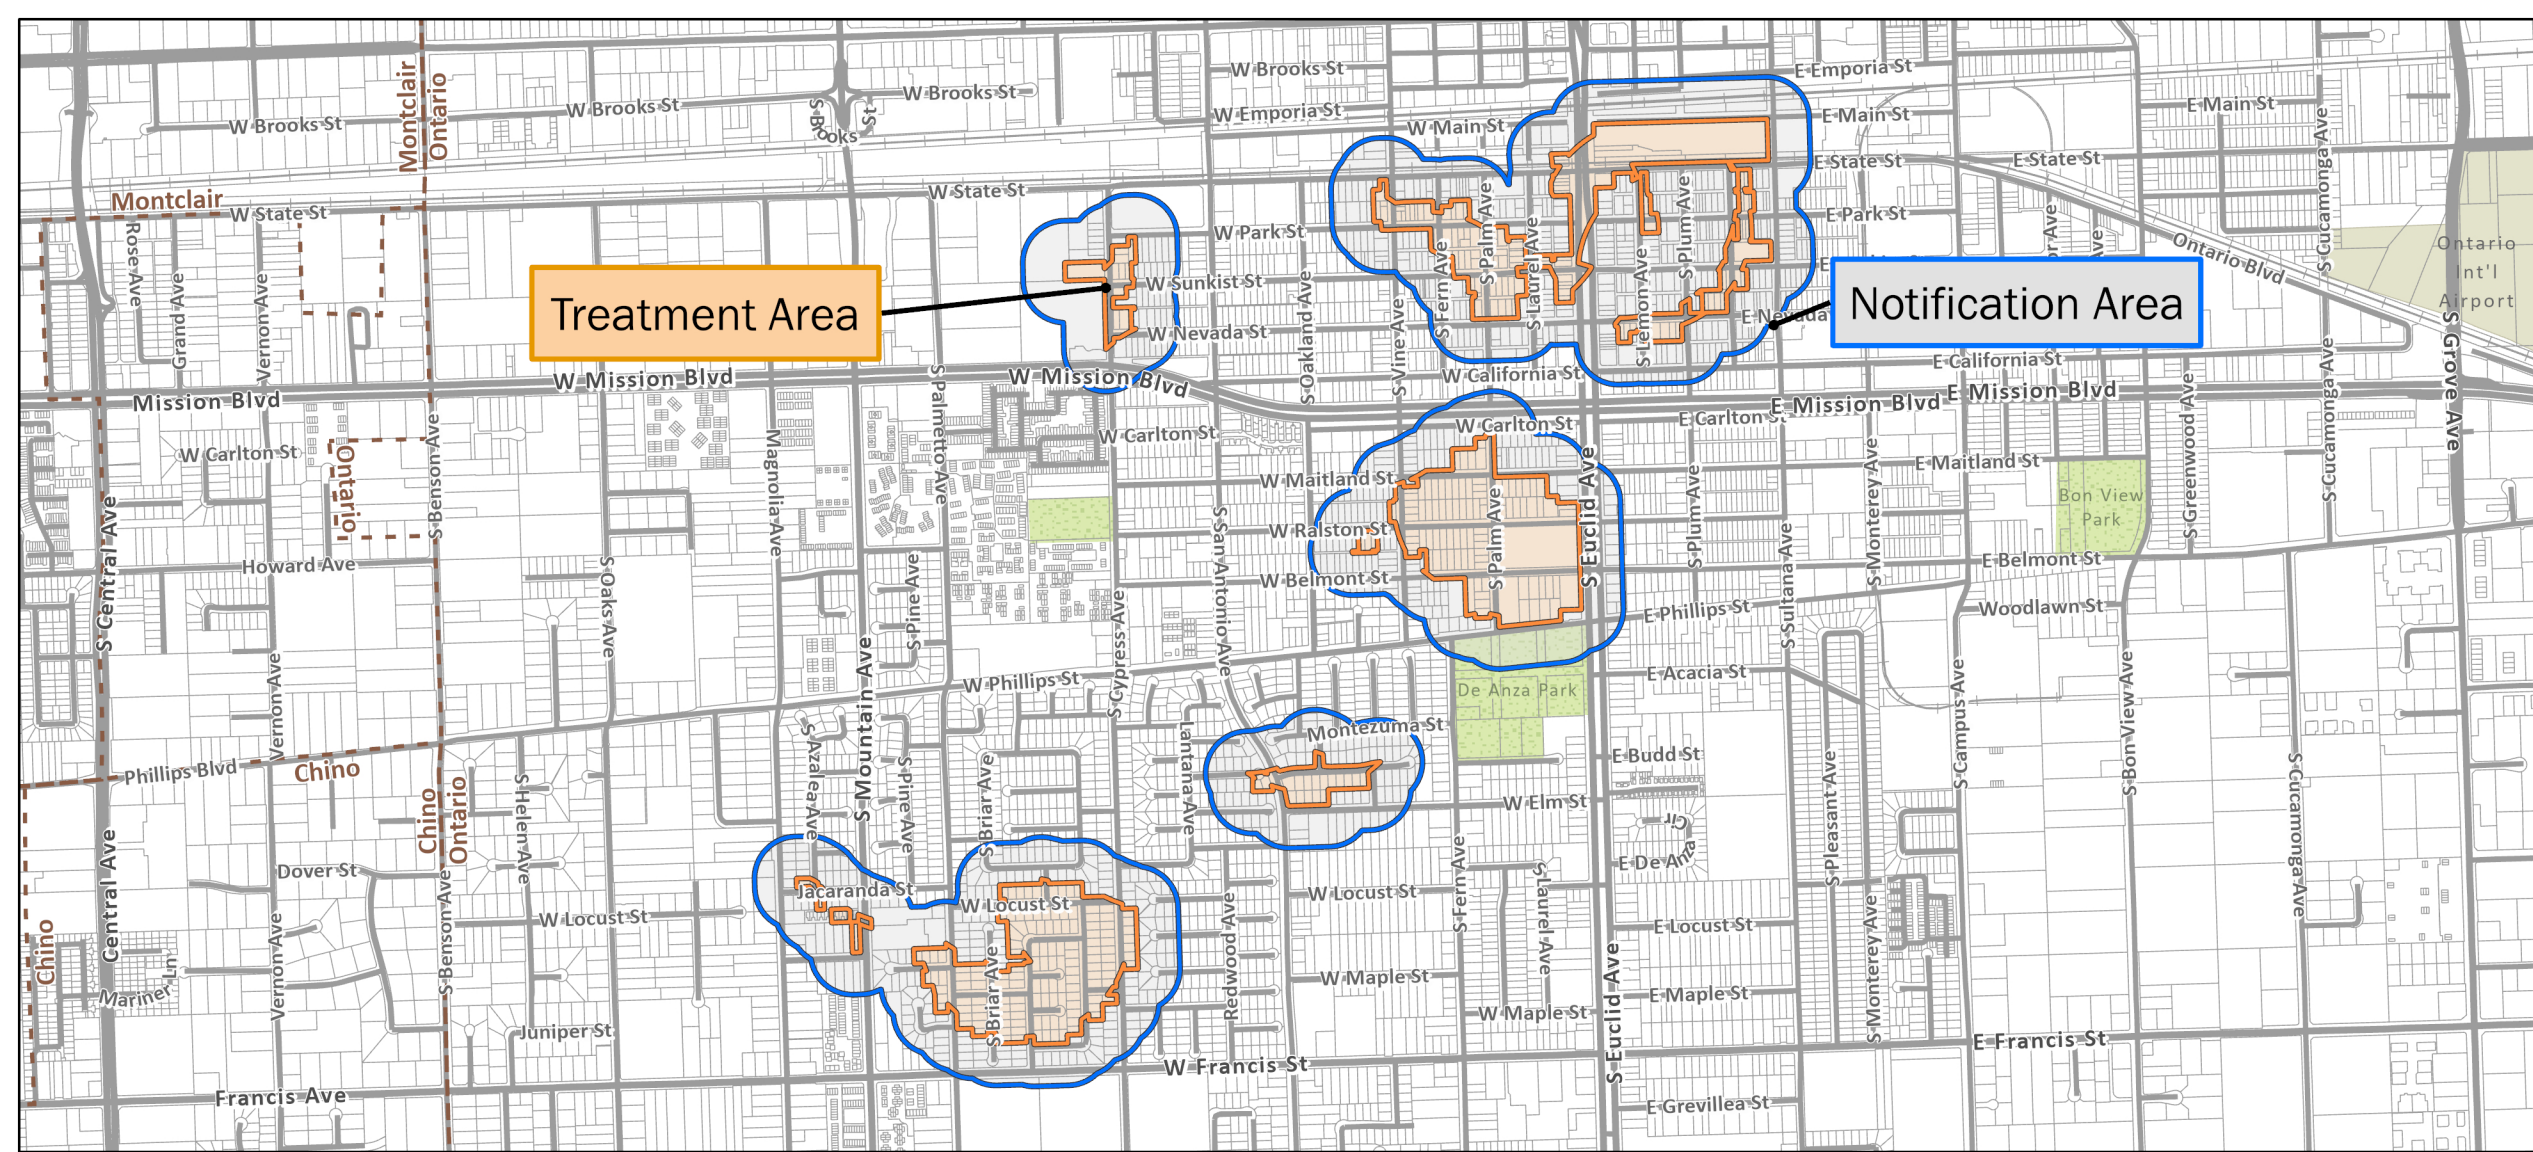 W Brooks St
E Emporia St
W Brooks St
W Brooks St
W Brooks St
S Brooks St
Montclair
Ontario
W Emporia St
W Main St
E Main St
E Main St
E State St
E State St
W State St
Montclair
W State St
Rose Ave
Grand Ave
Vernon Ave
W Park St
E Park St
S Palm Ave
S Plum Ave
S Laurel Ave
S Fern Ave
S Lemon Ave
S Vine Ave
S Oakland Ave
S Cucamonga Ave
Ontario Blvd
Ontario
Int'l
Airport
W Sunkist St
W Nevada St
Treatment Area
Notification Area
E Nevada
E California St
W California St
S Grove Ave
Mission Blvd
W Mission Blvd
W Mission Blvd
E Mission Blvd
E Mission Blvd
W Carlton St
W Carlton St
W Carlton St
E Carlton St
Ontario
S Benson Ave
Magnolia Ave
S Palmetto Ave
W Maitland St
E Maitland St
S Monterey Ave
S Greenwood Ave
S Cucamonga Ave
Bon View
Park
S Central Ave
W Ralston St
S Palm Ave
S Euclid Ave
S Plum Ave
S Sultana Ave
Howard Ave
S Oaks Ave
S Pine Ave
S San Antonio Ave
S Cypress Ave
W Belmont St
E Belmont St
E Phillips St
Woodlawn St
Vernon Ave
S Mountain Ave
W Phillips St
E Acacia St
De Anza Park
S Campus Ave
S Bon View Ave
Montezuma St
Phillips Blvd
Chino
Chino
Ontario
S Helen Ave
S Azalea Ave
S Pine Ave
S Briar Ave
Lantana Ave
E Budd St
S Pleasant Ave
S Cucamonga Ave
W Elm St
Cir
E De Anza
Central Ave
Dover St
Jacaranda St
W Locust St
W Locust St
W Locust St
E Locust St
S Fern Ave
S Laurel Ave
Redwood Ave
S Briar Ave
Chino
Vernon Ave
S Benson Ave
Mariner Ln
W Maple St
E Maple St
W Maple St
S Euclid Ave
S Monterey Ave
Juniper St
E Francis St
W Francis St
Francis Ave
E Grevillea St